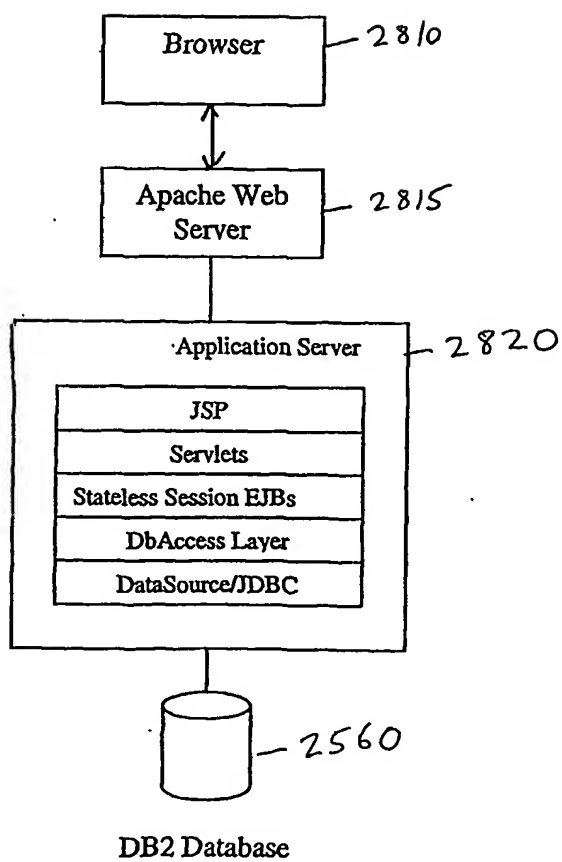 Browser
2810
Apache Web
Server
2815
Application Server
2820
JSP
Servlets
Stateless Session EJBs
DbAccess Layer
DataSource/JDBC
2560
DB2 Database